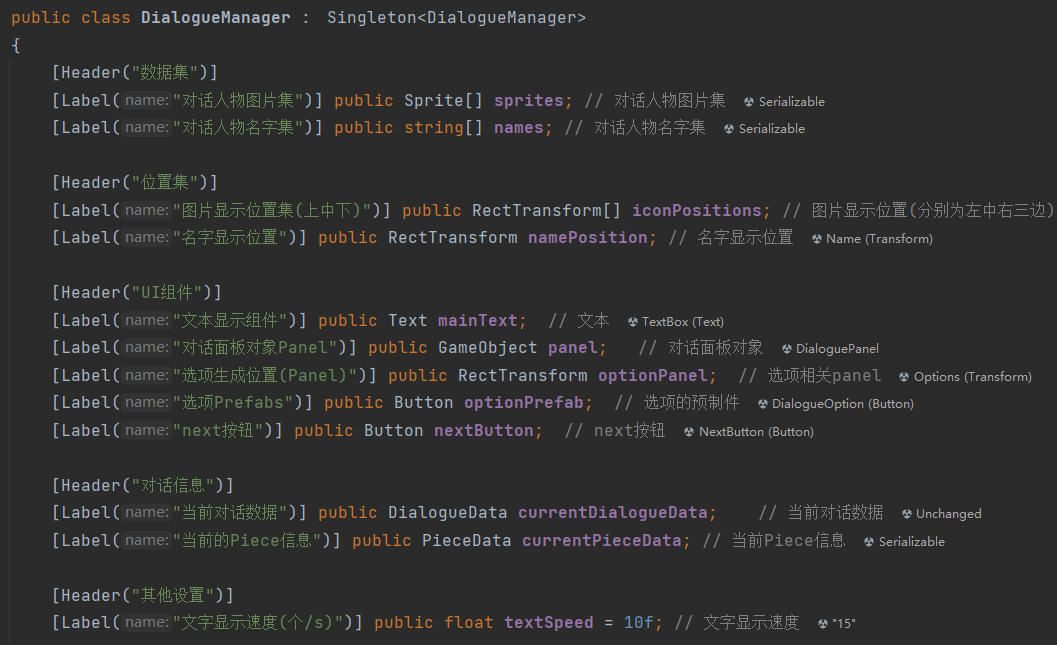 public class DialogueManager : Singleton<DialogueManager>
{
[Header("数据集")]
[Label(name:"对话人物图片集")] public Sprite[] sprites; // 对话人物图片集 Serializable
[Label(name:"对话人物名字集")] public string[] names; // 对话人物名字集 Serializable
[Header("位置集")]
[Label(name:"图片显示位置集(上中下)")] public RectTransform[] iconPositions; // 图片显示位置(分别为左中右三边)
[Label(name:"名字显示位置")] public RectTransform namePosition; // 名字显示位置 Name (Transform)
[Header("UI组件")]
[Label(name:"文本显示组件")] public Text mainText; // 文本 TextBox (Text)
[Label(name:"对话面板对象Panel")] public GameObject panel; // 对话面板对象 DialoguePanel
[Label(name:"选项生成位置(Panel)")] public RectTransform optionPanel; // 选项相关panel Options (Transform)
[Label(name:"选项Prefabs")] public Button optionPrefab; // 选项的预制件 DialogueOption (Button)
[Label(name:"next按钮")] public Button nextButton; // next按钮 NextButton (Button)
[Header("对话信息")]
[Label(name:"当前对话数据")] public DialogueData currentDialogueData; // 当前对话数据 Unchanged
[Label(name:"当前的Piece信息")] public PieceData currentPieceData; // 当前Piece信息 Serializable
[Header("其他设置")]
[Label(name:"文字显示速度(个/s)")] public float textSpeed = 10f; // 文字显示速度 "15"